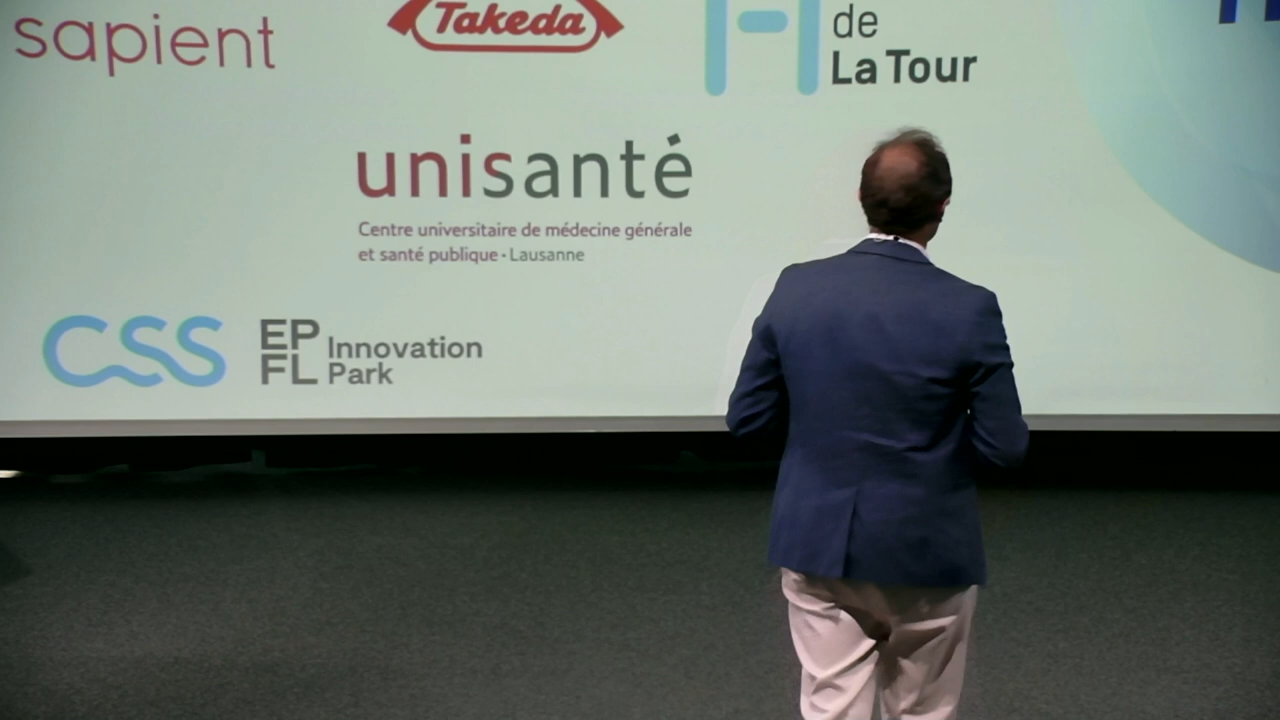 sapient
Takeda
de
La Tour
unisanté
Centre universitaire de médecine générale
et santé publique • Lausanne
css
EP
FL
Innovation
Park